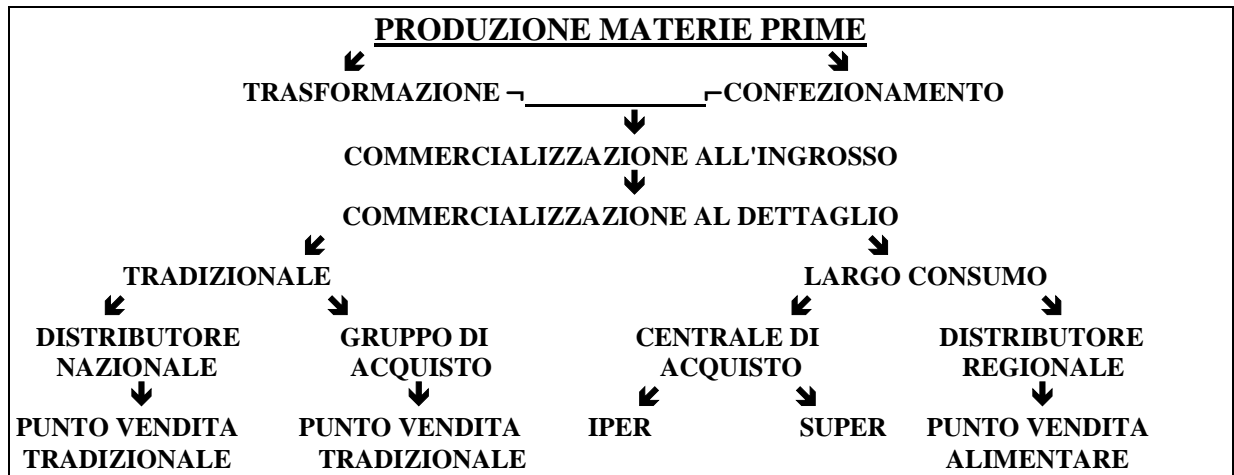 PRODUZIONE MATERIE PRIME
TRASFORMAZIONE ¬ ⌐CONFEZIONAMENTO
COMMERCIALIZZAZIONE ALL'INGROSSO
COMMERCIALIZZAZIONE AL DETTAGLIO
TRADIZIONALE LARGO CONSUMO
DISTRIBUTORE GRUPPO DI CENTRALE DI DISTRIBUTORE
NAZIONALE ACQUISTO ACQUISTO REGIONALE
PUNTO VENDITA PUNTO VENDITA IPER SUPER PUNTO VENDITA
TRADIZIONALE TRADIZIONALE ALIMENTARE